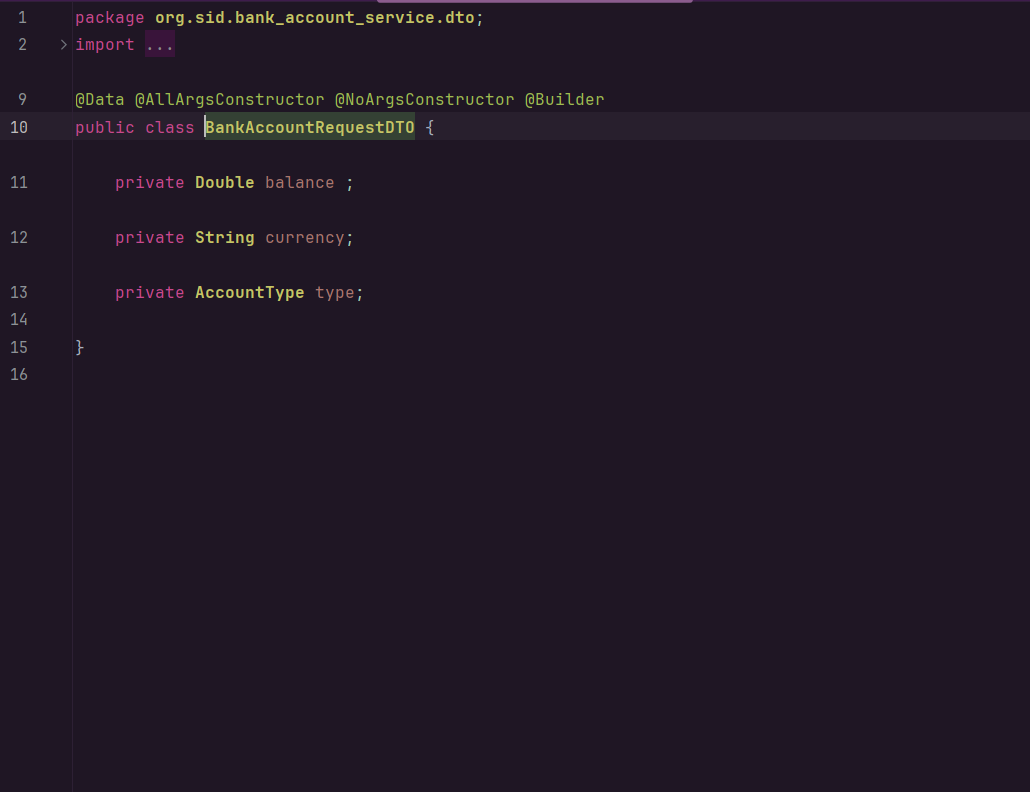 1 package org.sid.bank_account_service.dto;
2 import ...
9 @Data @AllArgsConstructor @NoArgsConstructor @Builder
10 public class BankAccountRequestDTO {
11 private Double balance ;
12 private String currency;
13 private AccountType type;
14
15 }
16